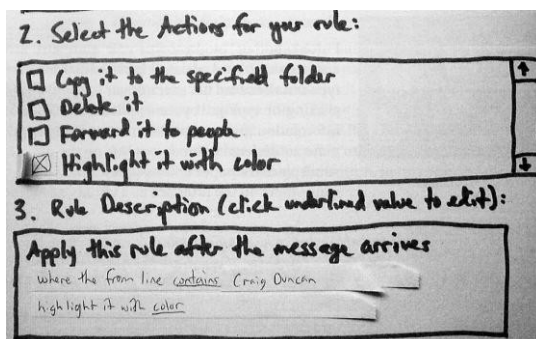 2. Select the Actions for your rule:
Copy it to the specified folder
Delete it
Forward it to people
Highlight it with color
3. Rule Description (click underlined value to edit):
Apply this rule after the message arrives
where the from line contains Craig Duncan
highlight it with color